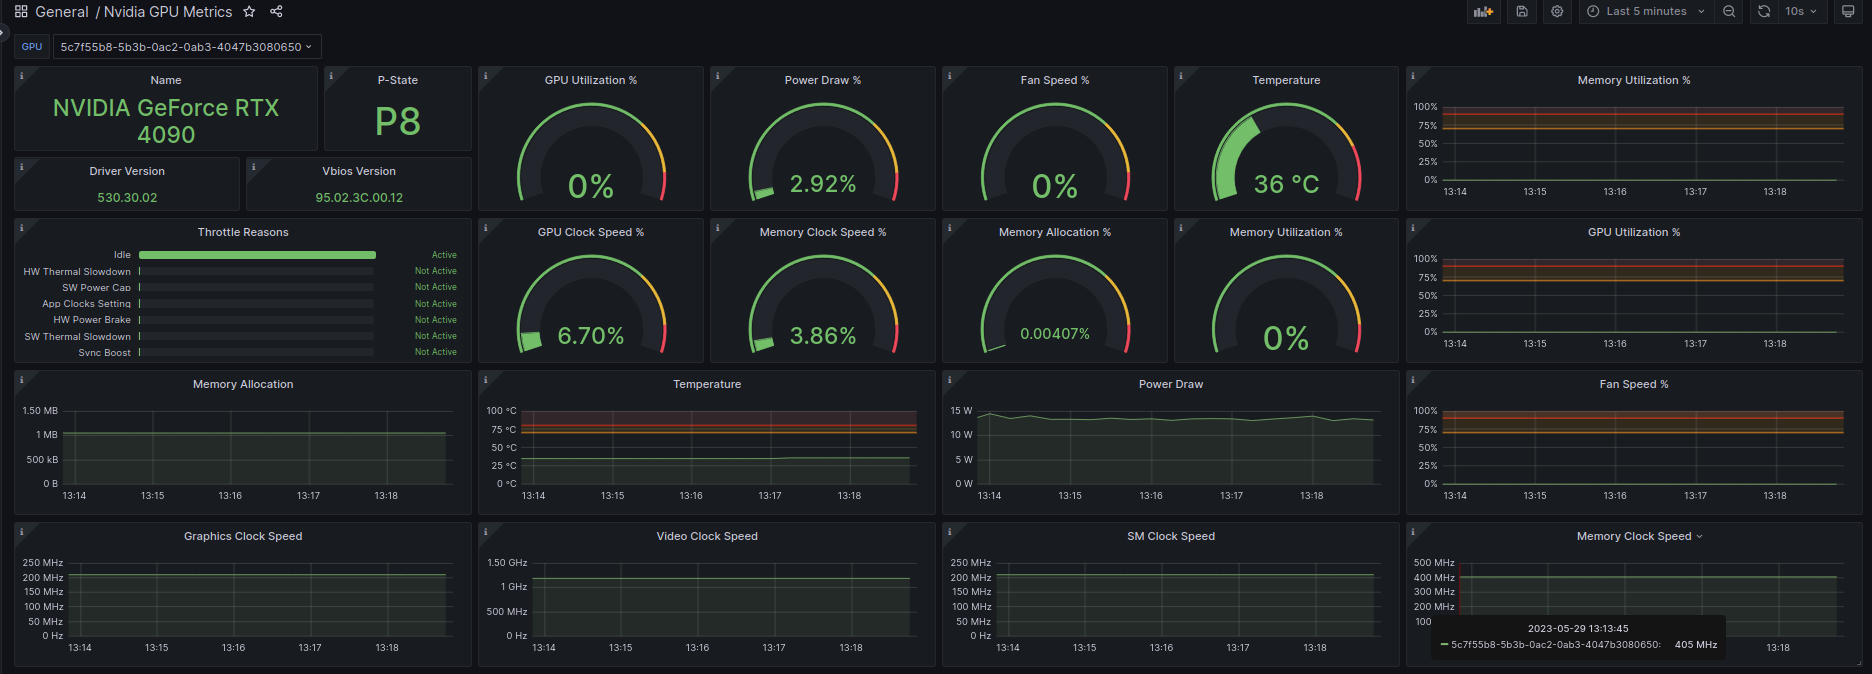 General / Nvidia GPU Metrics
Last 5 minutes
10s
GPU
5c7f55b8-5b3b-0ac2-0ab3-4047b3080650
Name
NVIDIA GeForce RTX
4090
P-State
P8
GPU Utilization %
0%
Power Draw %
2.92%
Fan Speed %
0%
Temperature
36 °C
Memory Utilization %
100%
75%
50%
25%
0%
13:14 13:15 13:16 13:17 13:18
Driver Version
530.30.02
Vbios Version
95.02.3C.00.12
Throttle Reasons
Idle Active
HW Thermal Slowdown Not Active
SW Power Cap Not Active
App Clocks Setting Not Active
HW Power Brake Not Active
SW Thermal Slowdown Not Active
Sync Boost Not Active
GPU Clock Speed %
6.70%
Memory Clock Speed %
3.86%
Memory Allocation %
0.00407%
Memory Utilization %
0%
GPU Utilization %
100%
75%
50%
25%
0%
13:14 13:15 13:16 13:17 13:18
Memory Allocation
1.50 MB
1 MB
500 kB
0 B
13:14 13:15 13:16 13:17 13:18
Temperature
100 °C
75 °C
50 °C
25 °C
0 °C
13:14 13:15 13:16 13:17 13:18
Power Draw
15 W
10 W
5 W
0 W
13:14 13:15 13:16 13:17 13:18
Fan Speed %
100%
75%
50%
25%
0%
13:14 13:15 13:16 13:17 13:18
Graphics Clock Speed
250 MHz
200 MHz
150 MHz
100 MHz
50 MHz
0 Hz
13:14 13:15 13:16 13:17 13:18
Video Clock Speed
1.50 GHz
1 GHz
500 MHz
0 Hz
13:14 13:15 13:16 13:17 13:18
SM Clock Speed
250 MHz
200 MHz
150 MHz
100 MHz
50 MHz
0 Hz
13:14 13:15 13:16 13:17 13:18
Memory Clock Speed
500 MHz
400 MHz
300 MHz
200 MHz
100
2023-05-29 13:13:45
5c7f55b8-5b3b-0ac2-0ab3-4047b3080650: 405 MHz
13:18